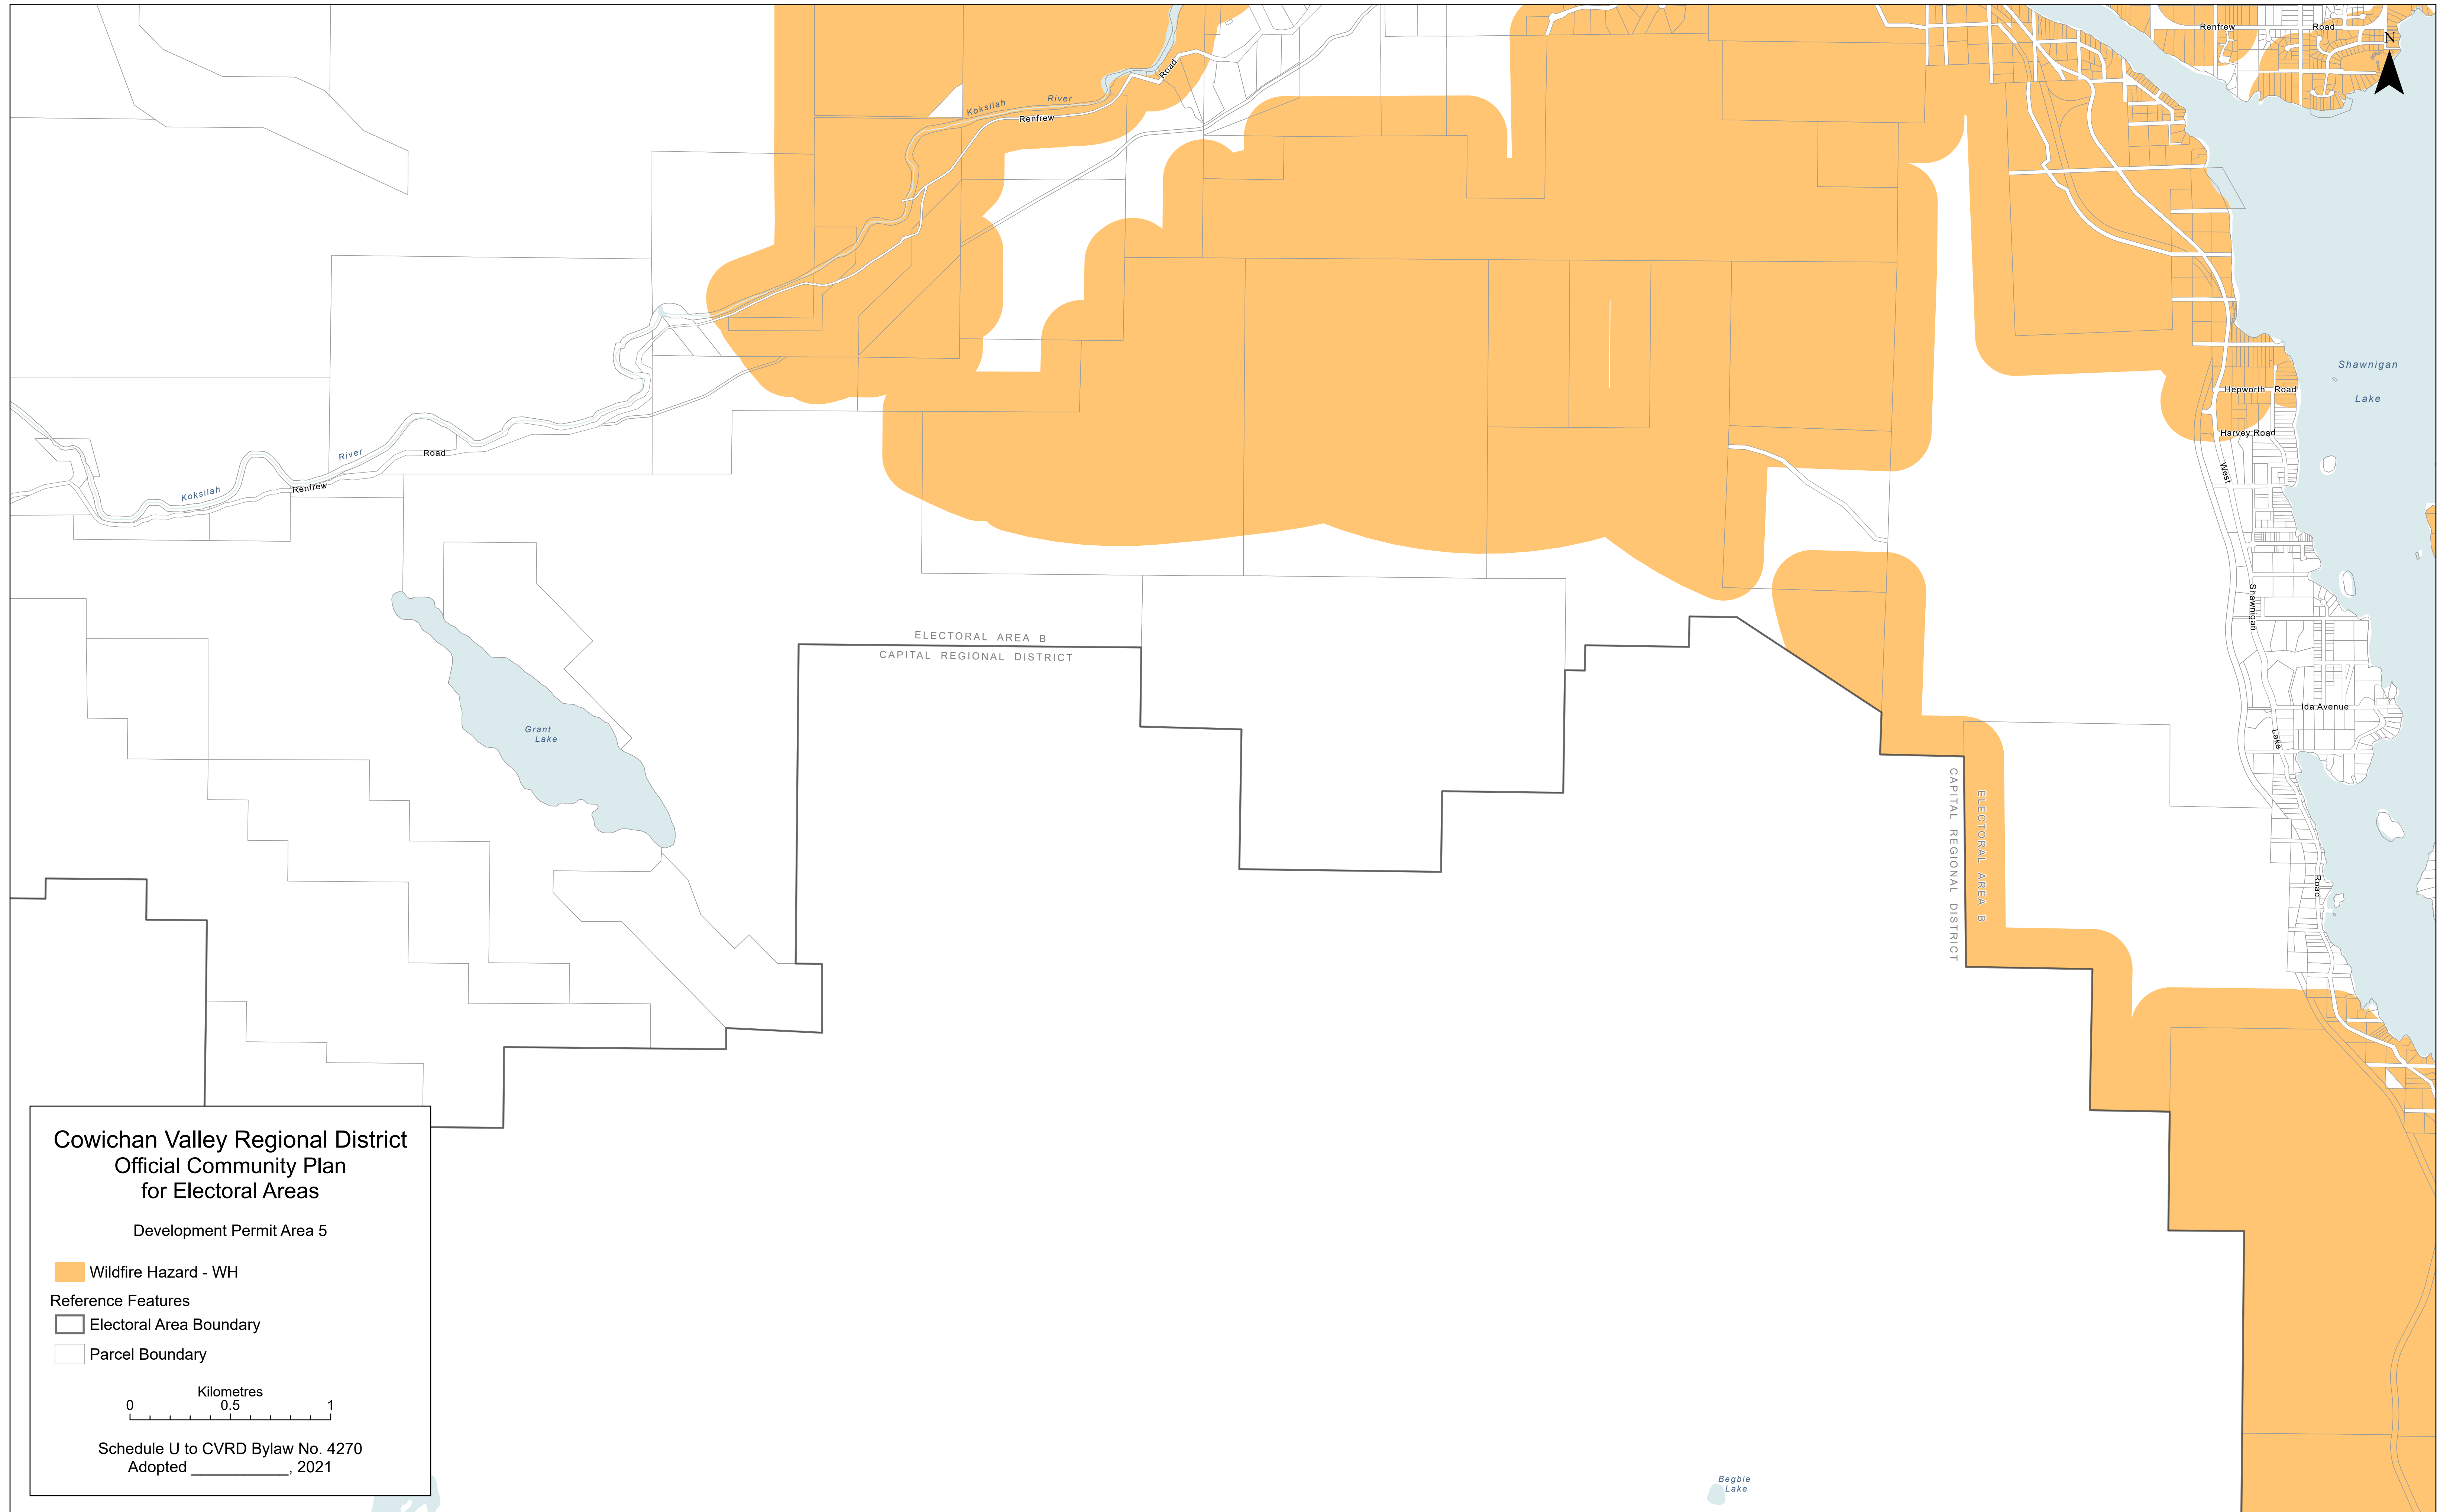 Renfrew Road
N
Koksilah River
Renfrew
Road
Shawnigan
Lake
Hepworth Road
Harvey Road
West
Shawnigan
Lake
Road
Ida Avenue
Koksilah
River
Renfrew
Road
Grant
Lake
ELECTORAL AREA B
CAPITAL REGIONAL DISTRICT
CAPITAL REGIONAL DISTRICT
ELECTORAL AREA B
Begbie
Lake
Cowichan Valley Regional District
Official Community Plan
for Electoral Areas
Development Permit Area 5
Wildfire Hazard - WH
Reference Features
Electoral Area Boundary
Parcel Boundary
Kilometres
0 0.5 1
Schedule U to CVRD Bylaw No. 4270
Adopted ___________, 2021